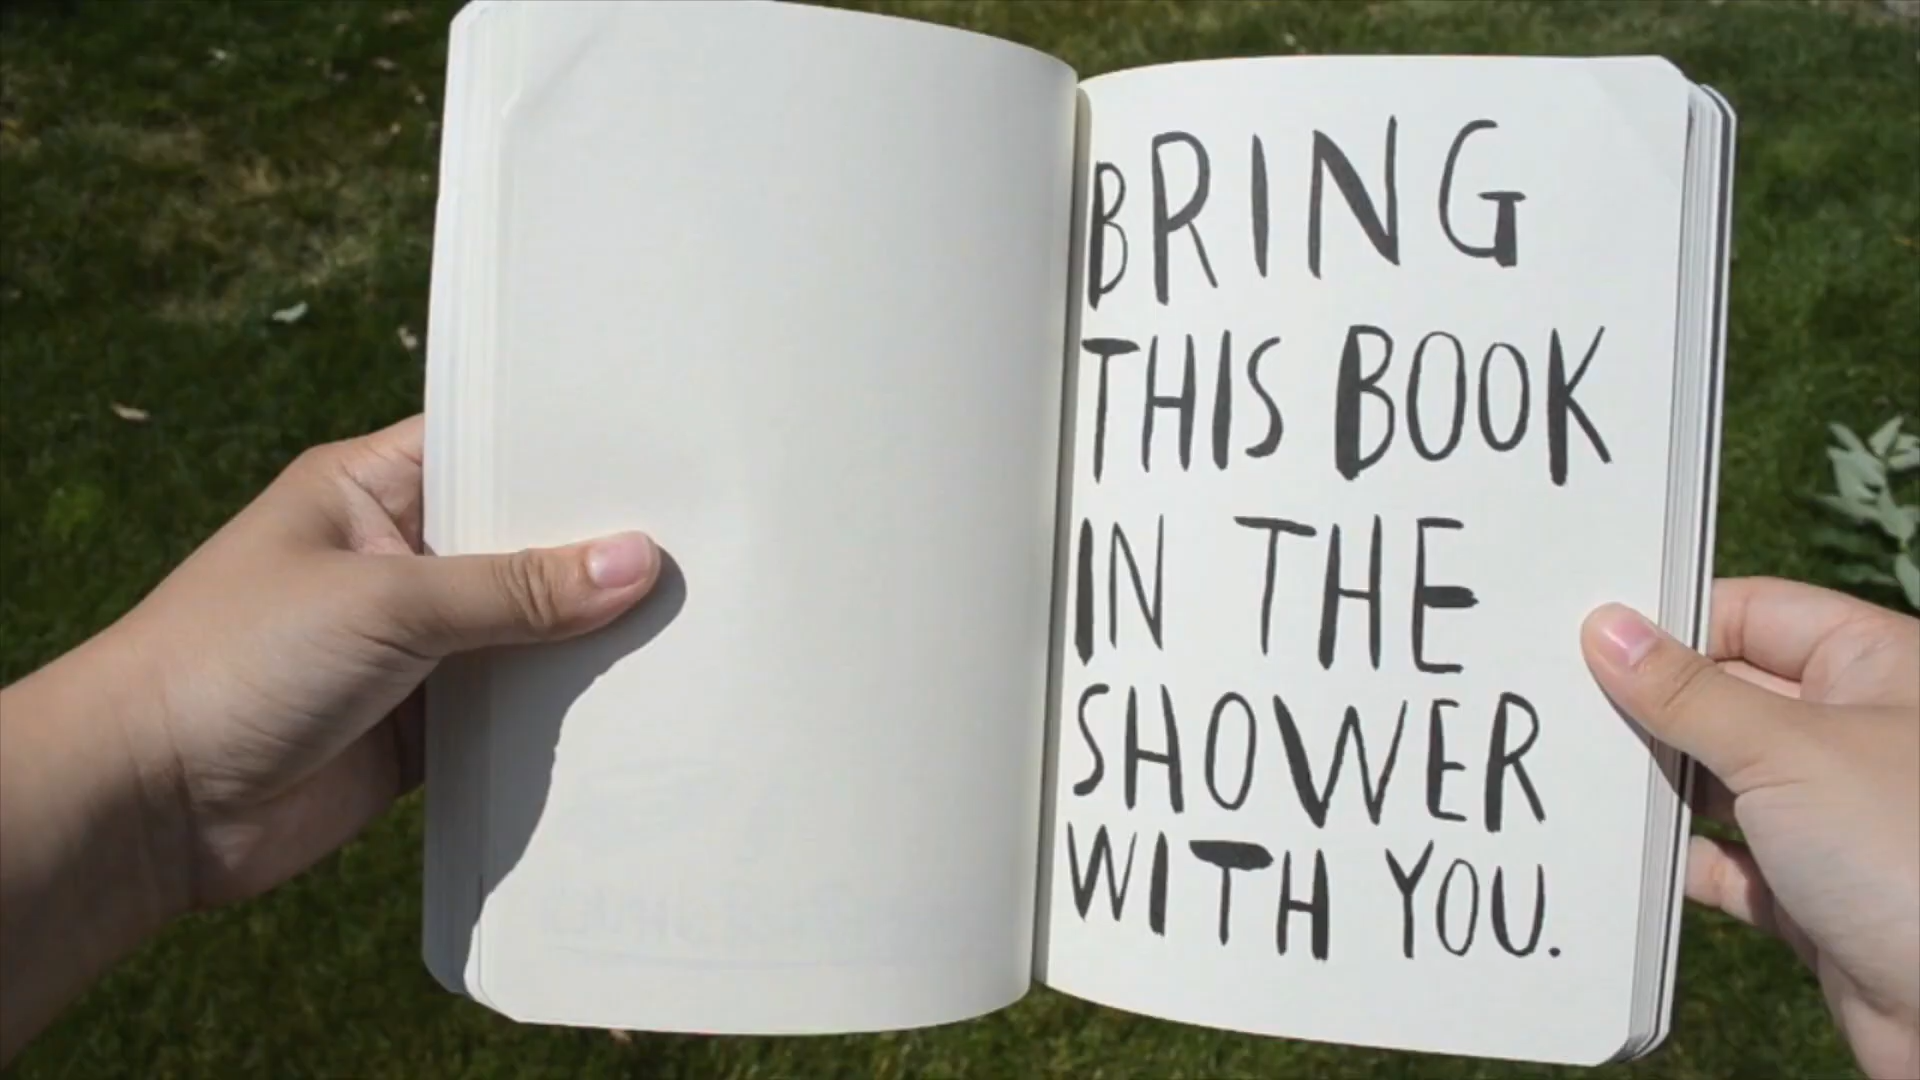 BRING
THIS BOOK
IN THE
SHOWER
WITH YOU.